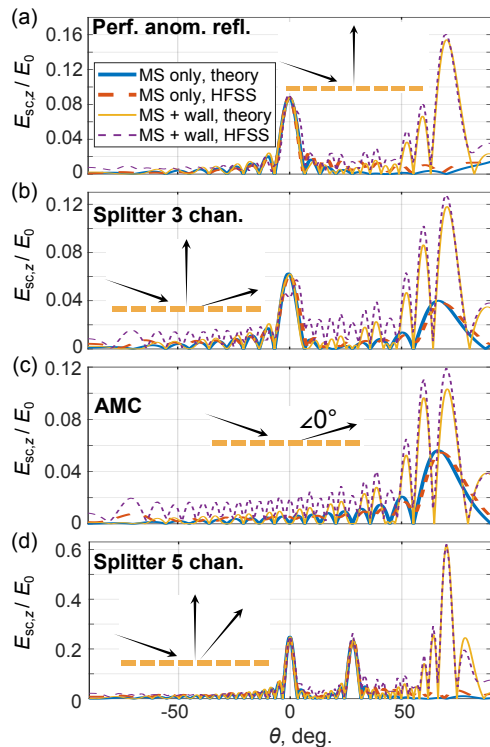 (a)
Perf. anom. refl.
0.16
0.12
0.08
0.04
0
E_sc,z / E_0
MS only, theory
MS only, HFSS
MS + wall, theory
MS + wall, HFSS
(b)
Splitter 3 chan.
0.12
0.08
0.04
0
E_sc,z / E_0
(c)
AMC
∠0°
0.12
0.08
0.04
0
E_sc,z / E_0
(d)
Splitter 5 chan.
0.6
0.4
0.2
0
E_sc,z / E_0
-50 0 50
θ, deg.